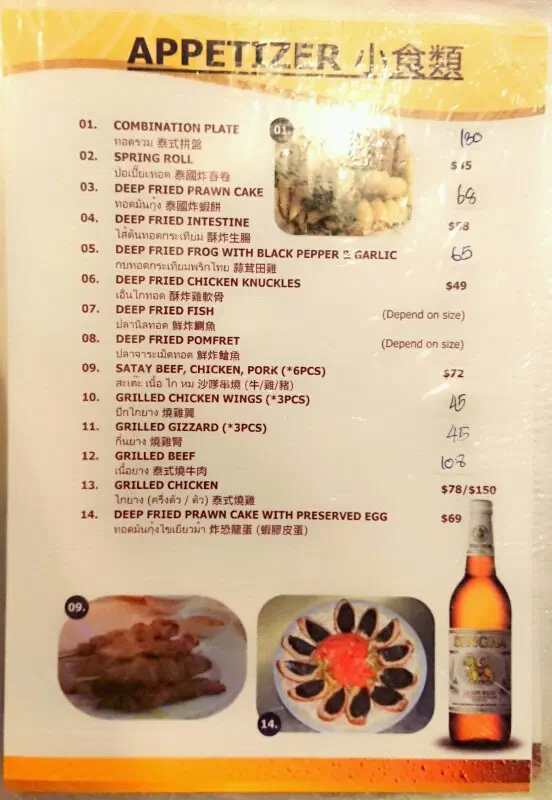 APPETIZER 小食類
01. COMBINATION PLATE 180
ทอดรวม 泰式拼盤
02. SPRING ROLL
ปอเปี๊ยะทอด 泰國炸春卷
03. DEEP FRIED PRAWN CAKE 68
ทอดมันกุ้ง 泰國炸蝦餅
04. DEEP FRIED INTESTINE
ไส้ตันทอดกระเทียม 酥炸生腸
05. DEEP FRIED FROG WITH BLACK PEPPER & GARLIC 65
กบทอดกระเทียมพริกไทย 蒜茸田雞
06. DEEP FRIED CHICKEN KNUCKLES $49
เอ็นไก่ทอด 酥炸雞軟骨
07. DEEP FRIED FISH (Depend on size)
ปลานิลทอด 鮮炸鯛魚
08. DEEP FRIED POMFRET (Depend on size)
ปลาจาระเม็ดทอด 鮮炸鱠魚
09. SATAY BEEF, CHICKEN, PORK (*6PCS) $72
สะเต๊ะ เนื้อ ไก่ หมู 沙嗲串燒 (牛/雞/豬)
10. GRILLED CHICKEN WINGS (*3PCS) 45
ปีกไก่ย่าง 燒雞翼
11. GRILLED GIZZARD (*3PCS) 45
กึ๋นย่าง 燒雞腎
12. GRILLED BEEF 108
เนื้อย่าง 泰式燒牛肉
13. GRILLED CHICKEN $78/$150
ไก่ย่าง (ครึ่งตัว / ตัว) 泰式燒雞
14. DEEP FRIED PRAWN CAKE WITH PRESERVED EGG $69
ทอดมันกุ้งไข่เยี่ยวม้า 炸恐龍蛋 (蝦膠皮蛋)
01.
09.
14.
SINGHA